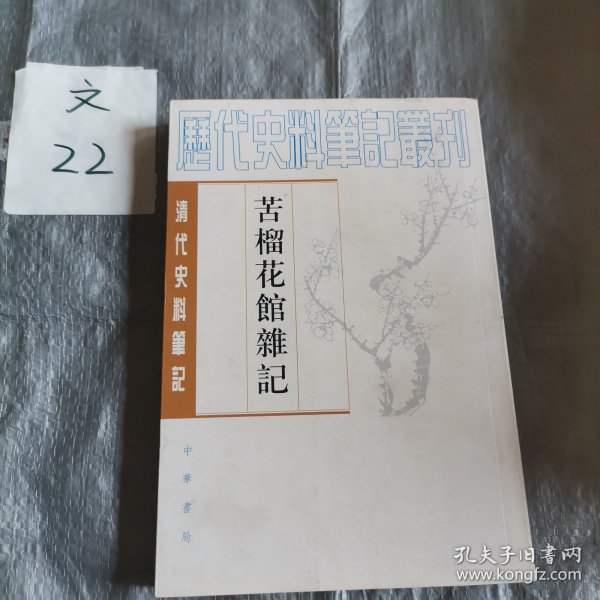 文
22
歷代史料筆記叢刊
清代史料筆記
苦榴花館雜記
中華書局
孔夫子旧书网
www.kongfz.com